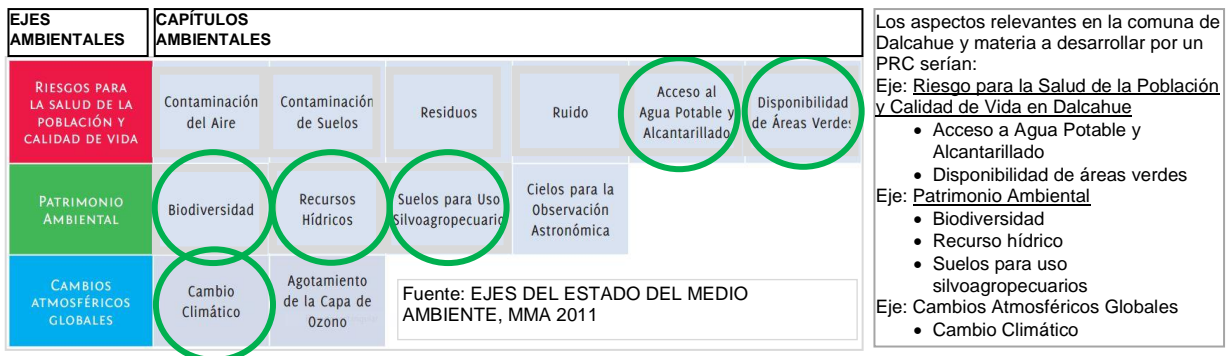 EJES
AMBIENTALES
CAPÍTULOS
AMBIENTALES
RIESGOS PARA
LA SALUD DE LA
POBLACIÓN Y
CALIDAD DE VIDA
Contaminación
del Aire
Contaminación
de Suelos
Residuos
Ruido
Acceso al
Agua Potable y
Alcantarillado
Disponibilidad
de Áreas Verdes
PATRIMONIO
AMBIENTAL
Biodiversidad
Recursos
Hídricos
Suelos para Uso
Silvoagropecuario
Cielos para la
Observación
Astronómica
CAMBIOS
ATMOSFÉRICOS
GLOBALES
Cambio
Climático
Agotamiento
de la Capa de
Ozono
Fuente: EJES DEL ESTADO DEL MEDIO
AMBIENTE, MMA 2011
Los aspectos relevantes en la comuna de
Dalcahue y materia a desarrollar por un
PRC serían:
Eje: Riesgo para la Salud de la Población
y Calidad de Vida en Dalcahue
• Acceso a Agua Potable y
Alcantarillado
• Disponibilidad de áreas verdes
Eje: Patrimonio Ambiental
• Biodiversidad
• Recurso hídrico
• Suelos para uso
silvoagropecuarios
Eje: Cambios Atmosféricos Globales
• Cambio Climático